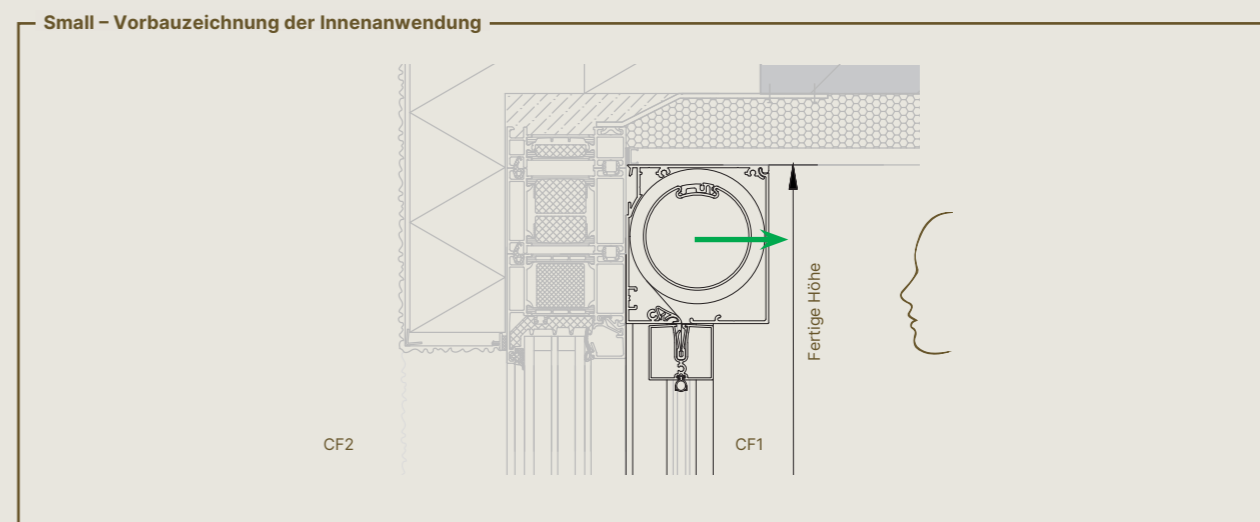 Small – Vorbauzeichnung der Innenanwendung
Fertige Höhe
CF2
CF1